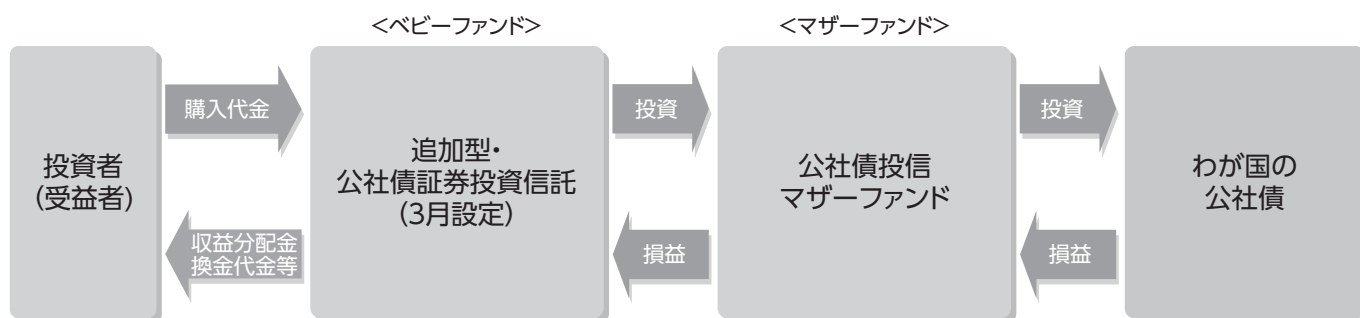 <ベビーファンド>
<マザーファンド>
投資者
(受益者)
購入代金
収益分配金
換金代金等
追加型・
公社債証券投資信託
(3月設定)
投資
損益
公社債投信
マザーファンド
投資
損益
わが国の
公社債